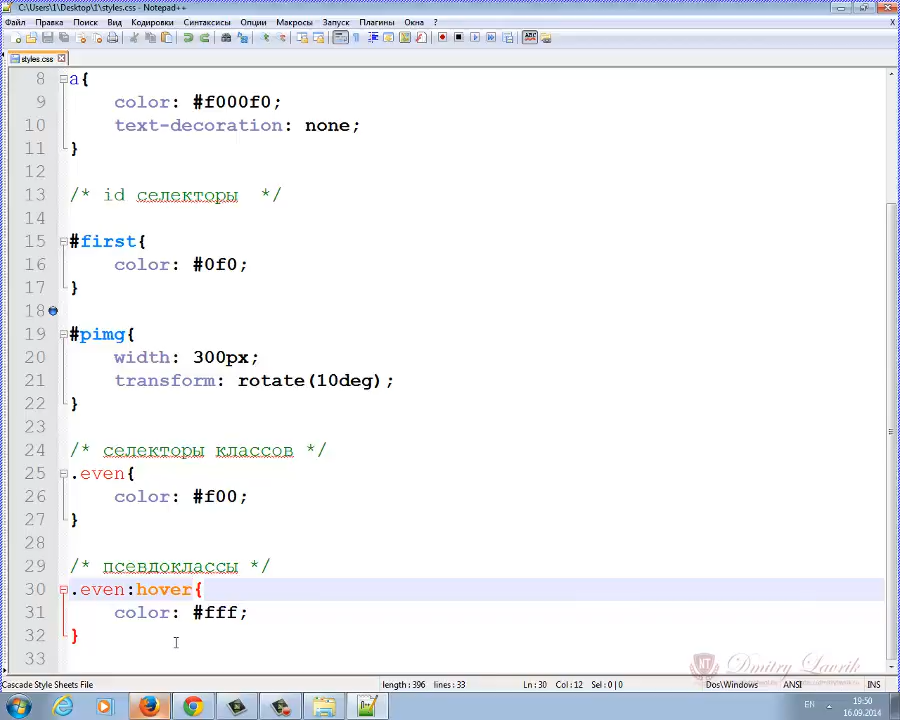 C:\Users\1\Desktop\1\styles.css - Notepad++
Файл Правка Поиск Вид Кодировки Синтаксисы Опции Макросы Запуск Плагины Окна ? X
styles.css
8 a{
9 color: #f000f0;
10 text-decoration: none;
11 }
12
13 /* id селекторы */
14
15 #first{
16 color: #0f0;
17 }
18
19 #pimg{
20 width: 300px;
21 transform: rotate(10deg);
22 }
23
24 /* селекторы классов */
25 .even{
26 color: #f00;
27 }
28
29 /* псевдоклассы */
30 .even:hover{
31 color: #fff;
32 }
33
NT Dmitry Lavrik
Cascade Style Sheets File length : 396 lines : 33 Ln : 30 Col : 12 Sel : 0 | 0 Dos\Windows ANSI INS
EN 19:50
16.09.2014